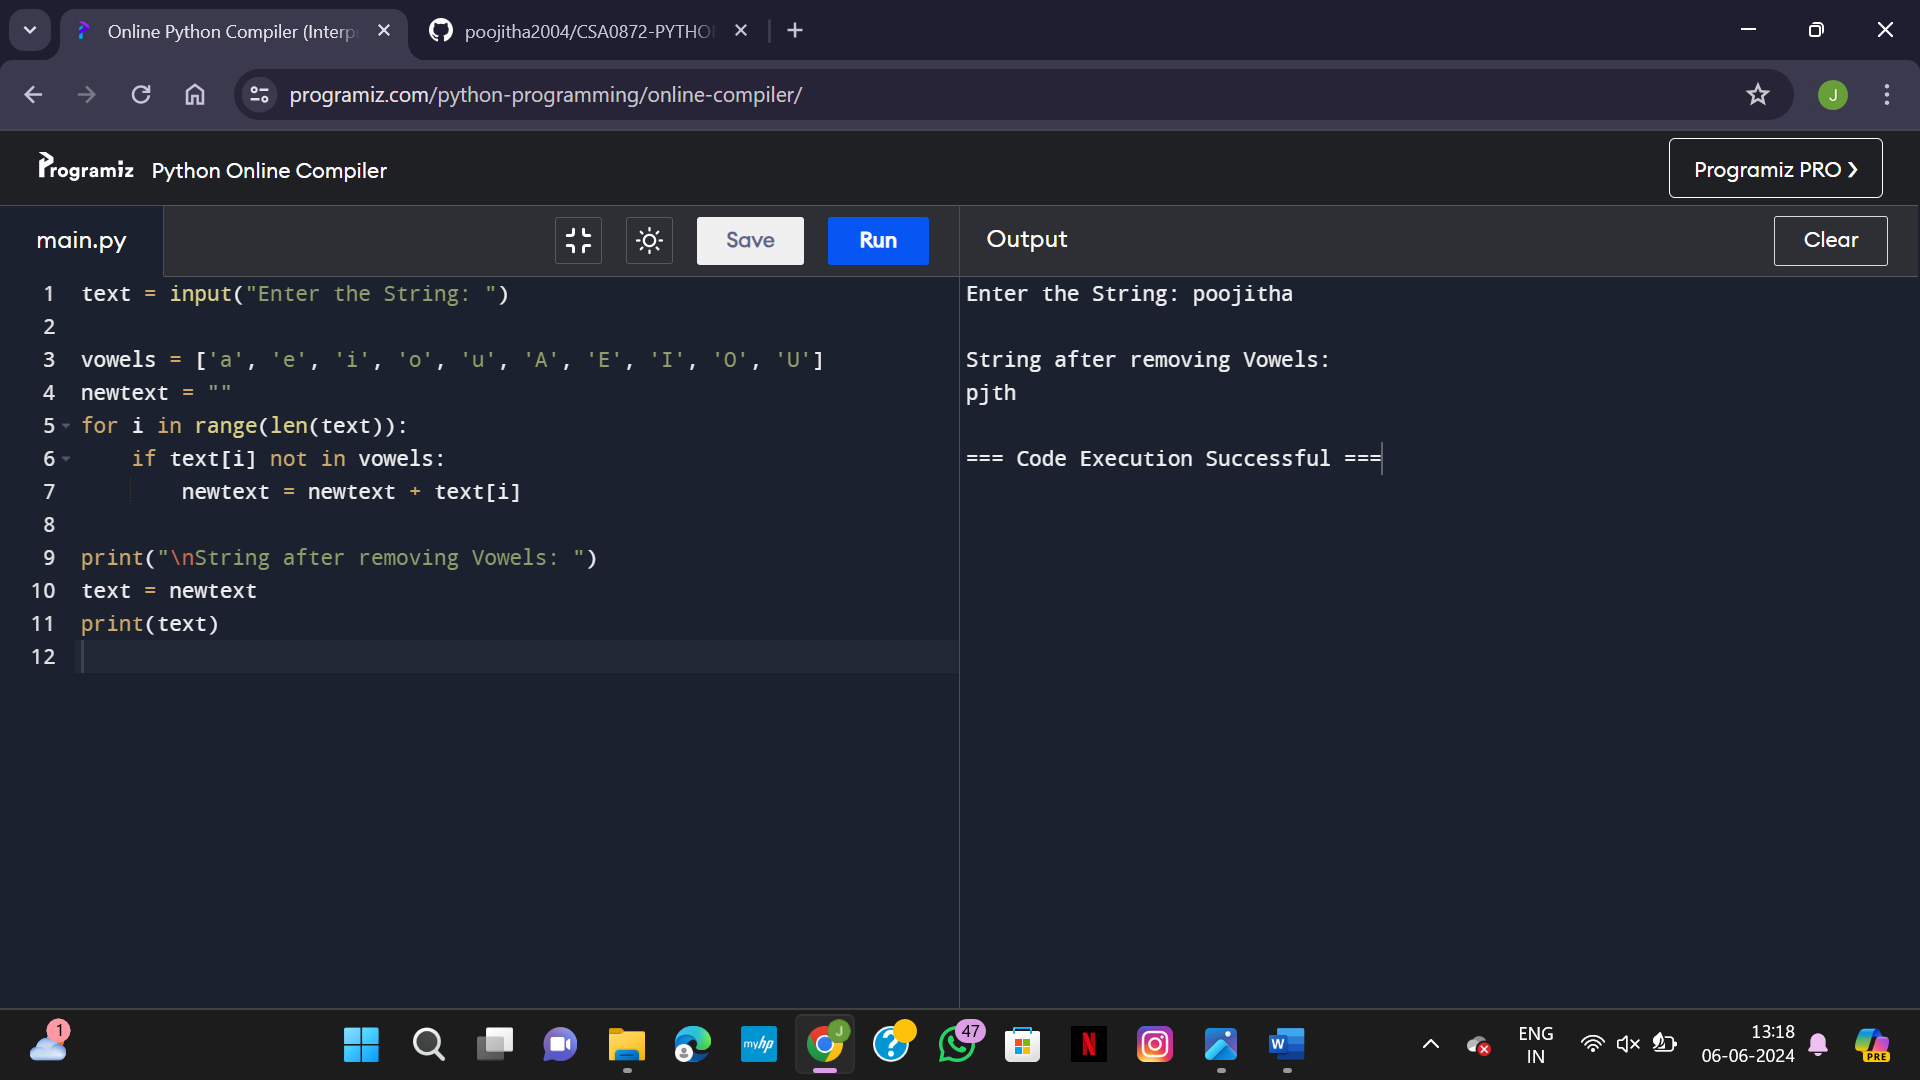 Online Python Compiler (Interp
poojitha2004/CSA0872-PYTHO
programiz.com/python-programming/online-compiler/
J
Programiz Python Online Compiler
Programiz PRO ❯
main.py
Save
Run
Output
Clear
1 text = input("Enter the String: ")
2
3 vowels = ['a', 'e', 'i', 'o', 'u', 'A', 'E', 'I', 'O', 'U']
4 newtext = ""
5 for i in range(len(text)):
6     if text[i] not in vowels:
7         newtext = newtext + text[i]
8
9 print("\nString after removing Vowels: ")
10 text = newtext
11 print(text)
12
Enter the String: poojitha
String after removing Vowels:
pjth
=== Code Execution Successful ===
1
myhp
J
47
N
W
ENG
IN
13:18
06-06-2024
PRE